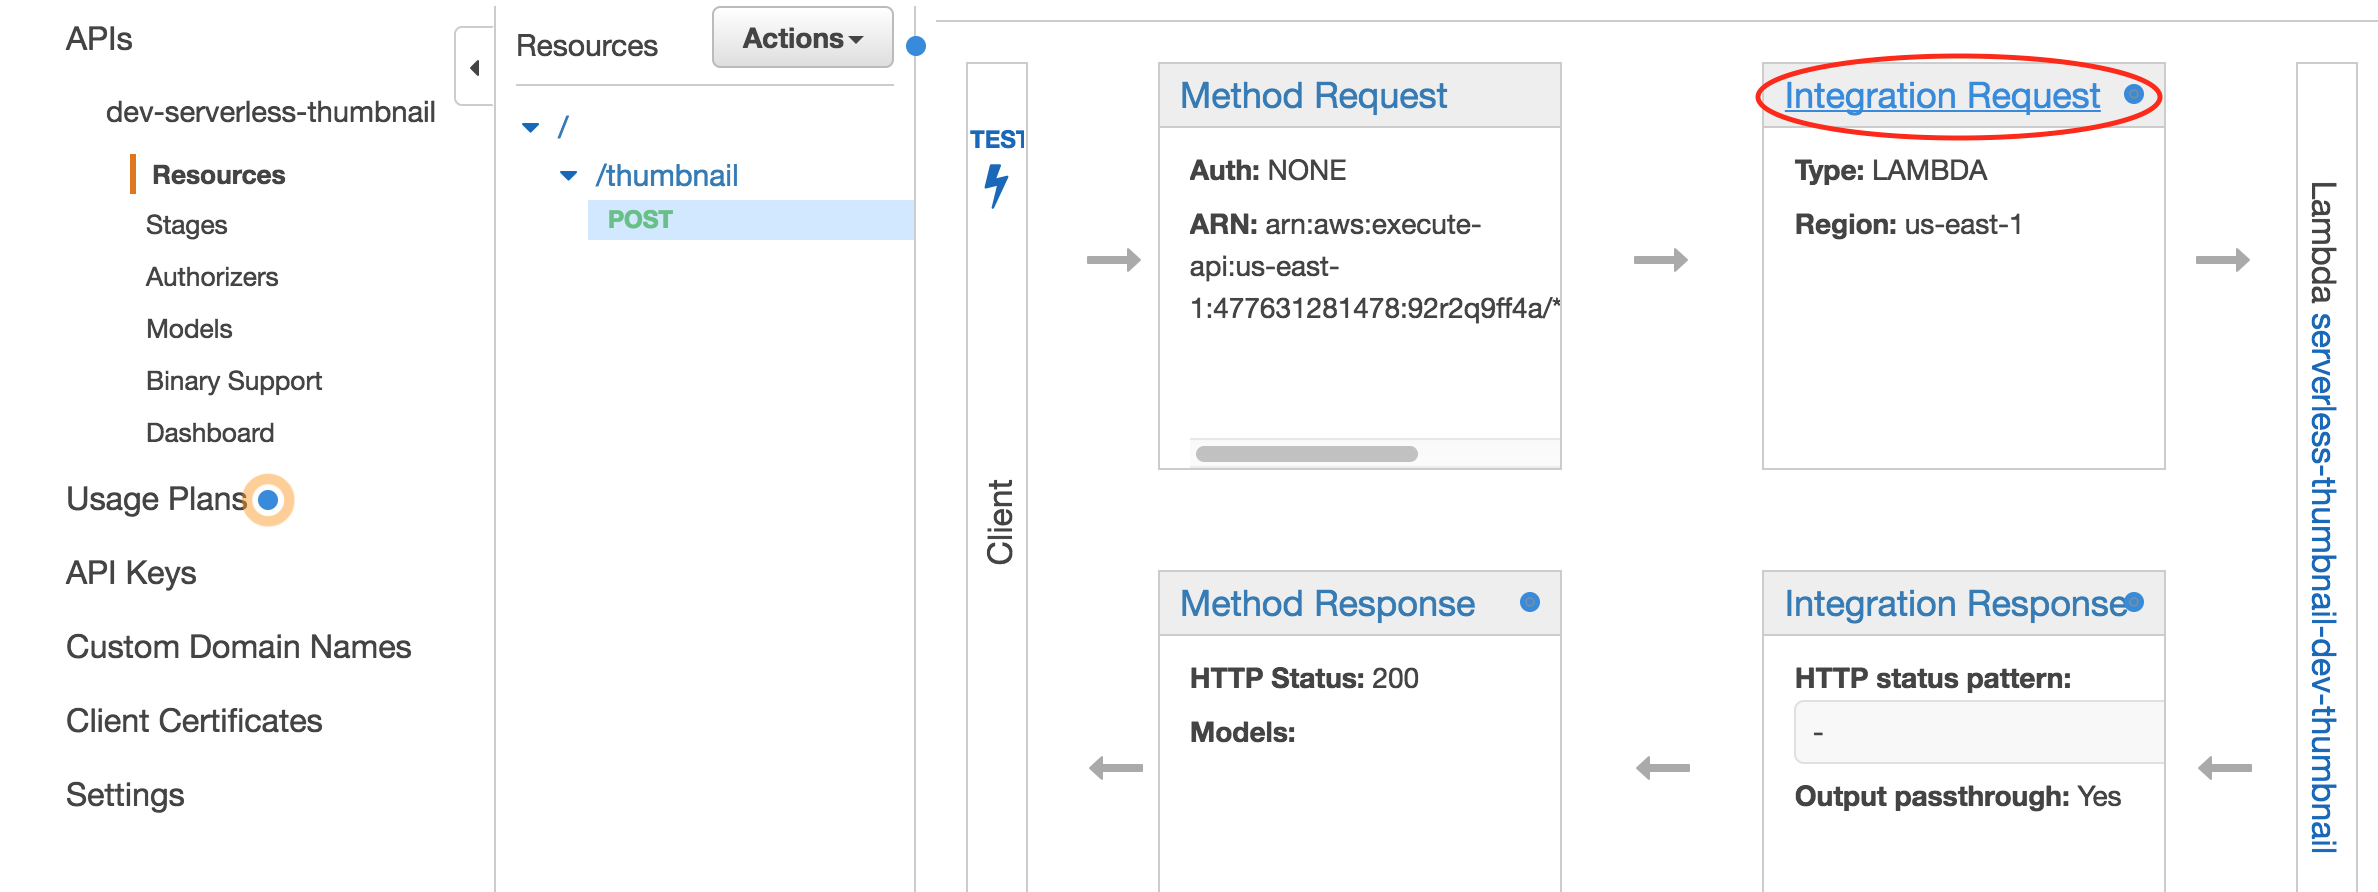 APIs
dev-serverless-thumbnail
Resources
Stages
Authorizers
Models
Binary Support
Dashboard
Usage Plans
API Keys
Custom Domain Names
Client Certificates
Settings
Resources
Actions
/
/thumbnail
POST
TEST
Client
Method Request
Auth: NONE
ARN: arn:aws:execute-
api:us-east-
1:477631281478:92r2q9ff4a/*
Integration Request
Type: LAMBDA
Region: us-east-1
Method Response
HTTP Status: 200
Models:
Integration Response
HTTP status pattern:
-
Output passthrough: Yes
Lambda serverless-thumbnail-dev-thumbnail